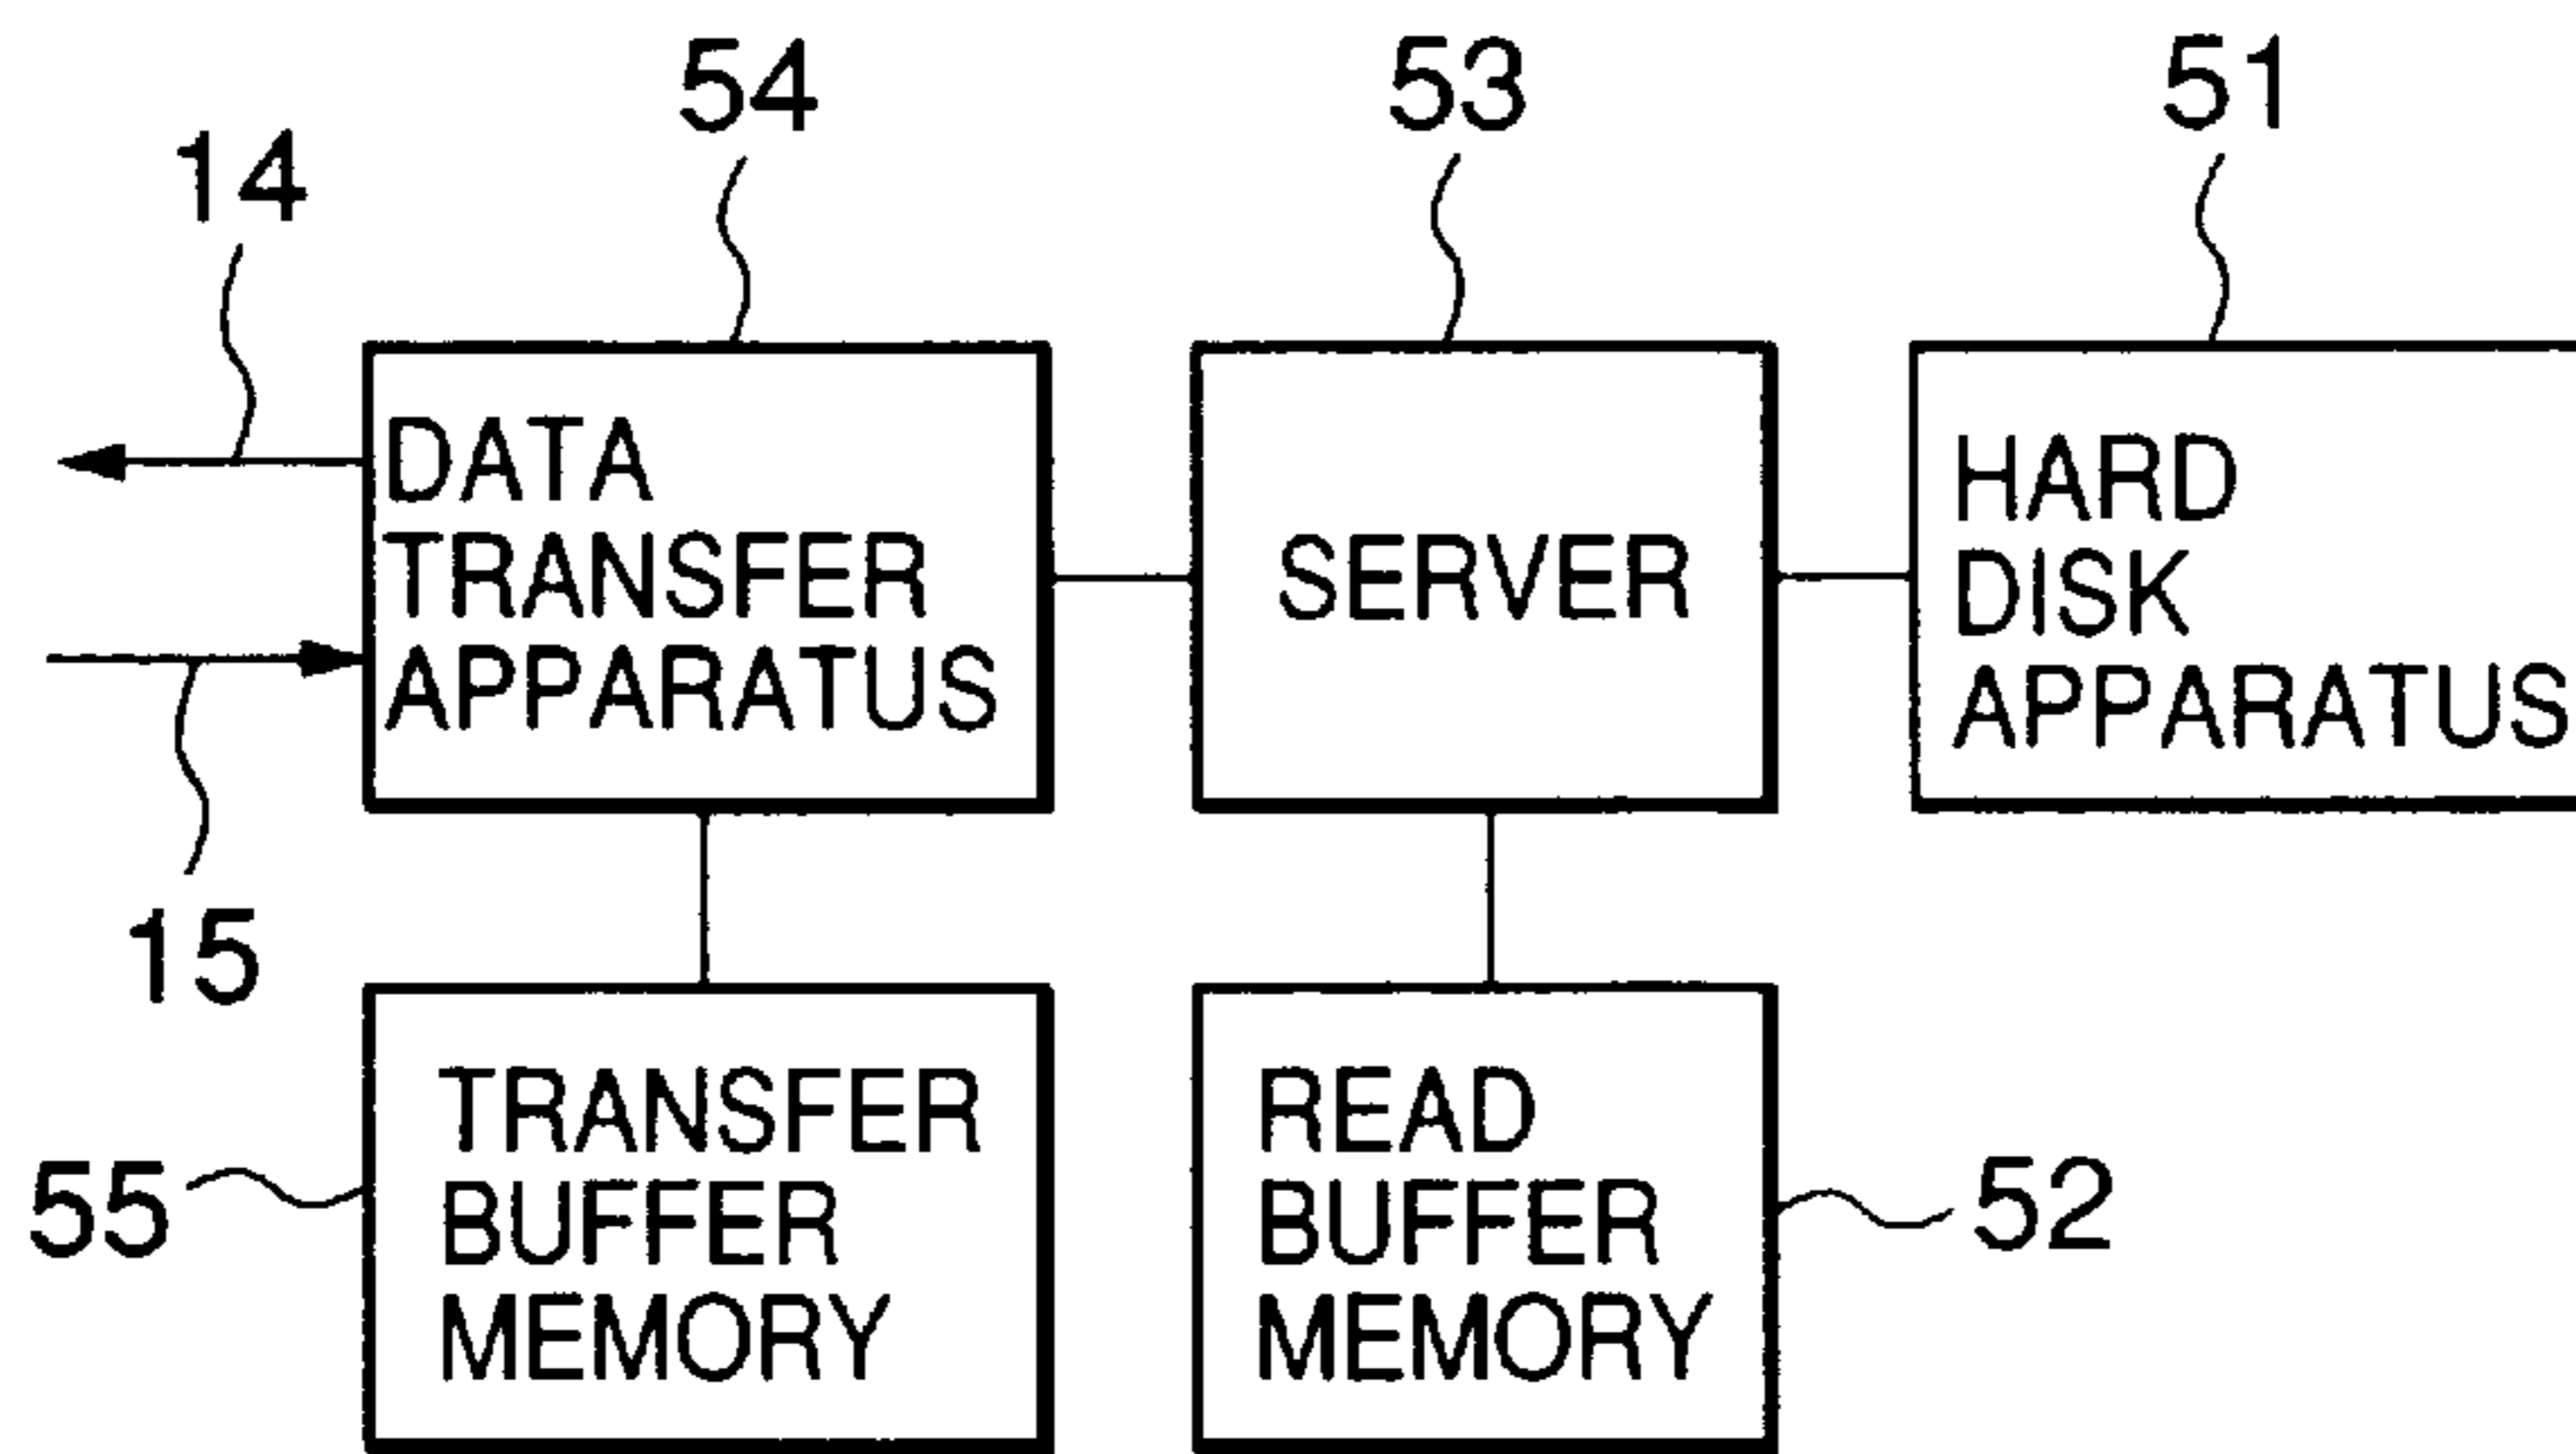 54
53
51
14
DATA
TRANSFER
APPARATUS
SERVER
HARD
DISK
APPARATUS
15
TRANSFER
BUFFER
MEMORY
READ
BUFFER
MEMORY
55
52